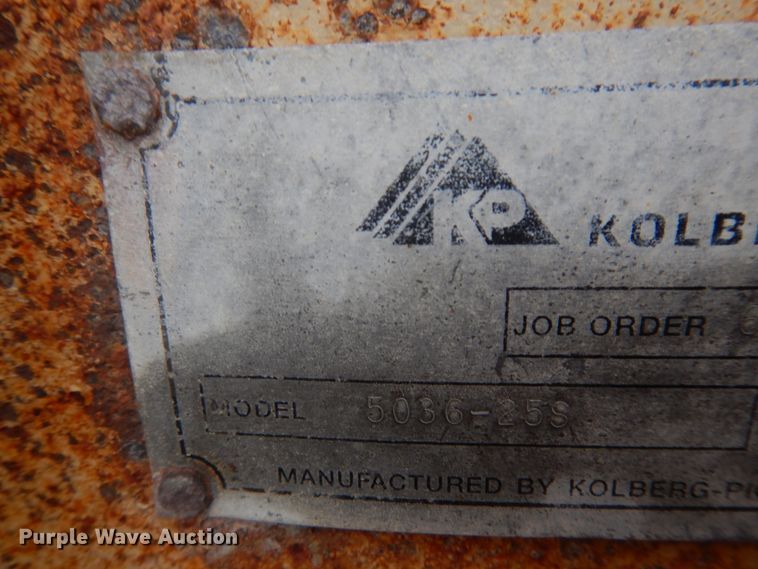 KP KOLB
JOB ORDER
MODEL 5036-25S
MANUFACTURED BY KOLBERG-PI
Purple Wave Auction